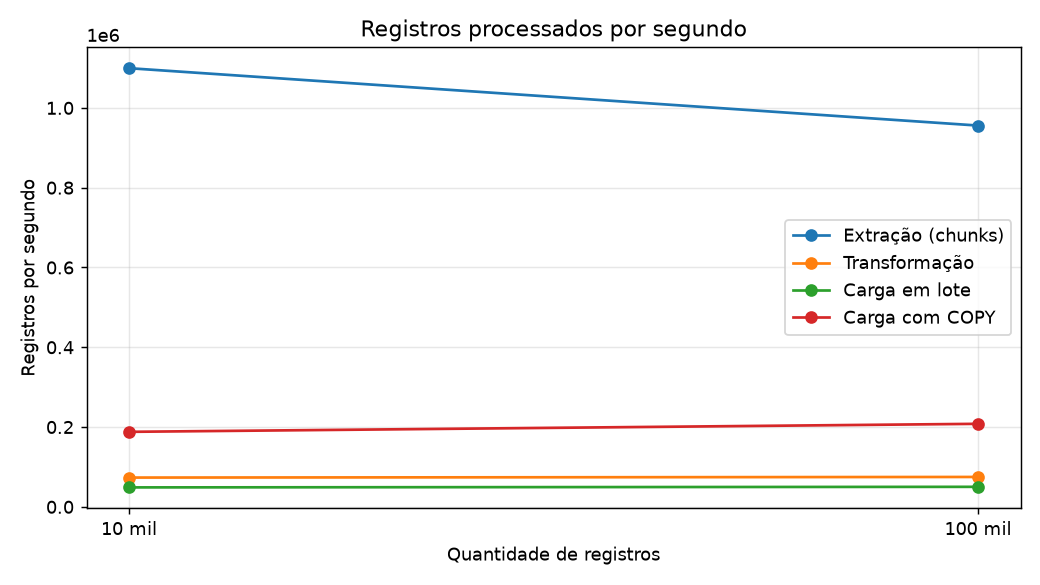 Registros processados por segundo
1e6
1.0
0.8
0.6
0.4
0.2
0.0
Registros por segundo
Extração (chunks)
Transformação
Carga em lote
Carga com COPY
10 mil
100 mil
Quantidade de registros